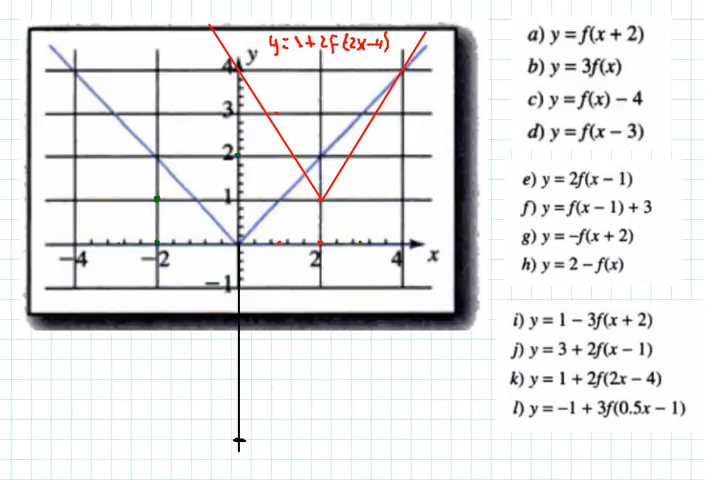 y = 1 + 2f(2x-4)
y
4
3
2
1
-4 -2 2 4 x
-1
a) y = f(x + 2)
b) y = 3f(x)
c) y = f(x) – 4
d) y = f(x – 3)
e) y = 2f(x – 1)
f) y = f(x – 1) + 3
g) y = –f(x + 2)
h) y = 2 – f(x)
i) y = 1 – 3f(x + 2)
j) y = 3 + 2f(x – 1)
k) y = 1 + 2f(2x – 4)
l) y = –1 + 3f(0.5x – 1)